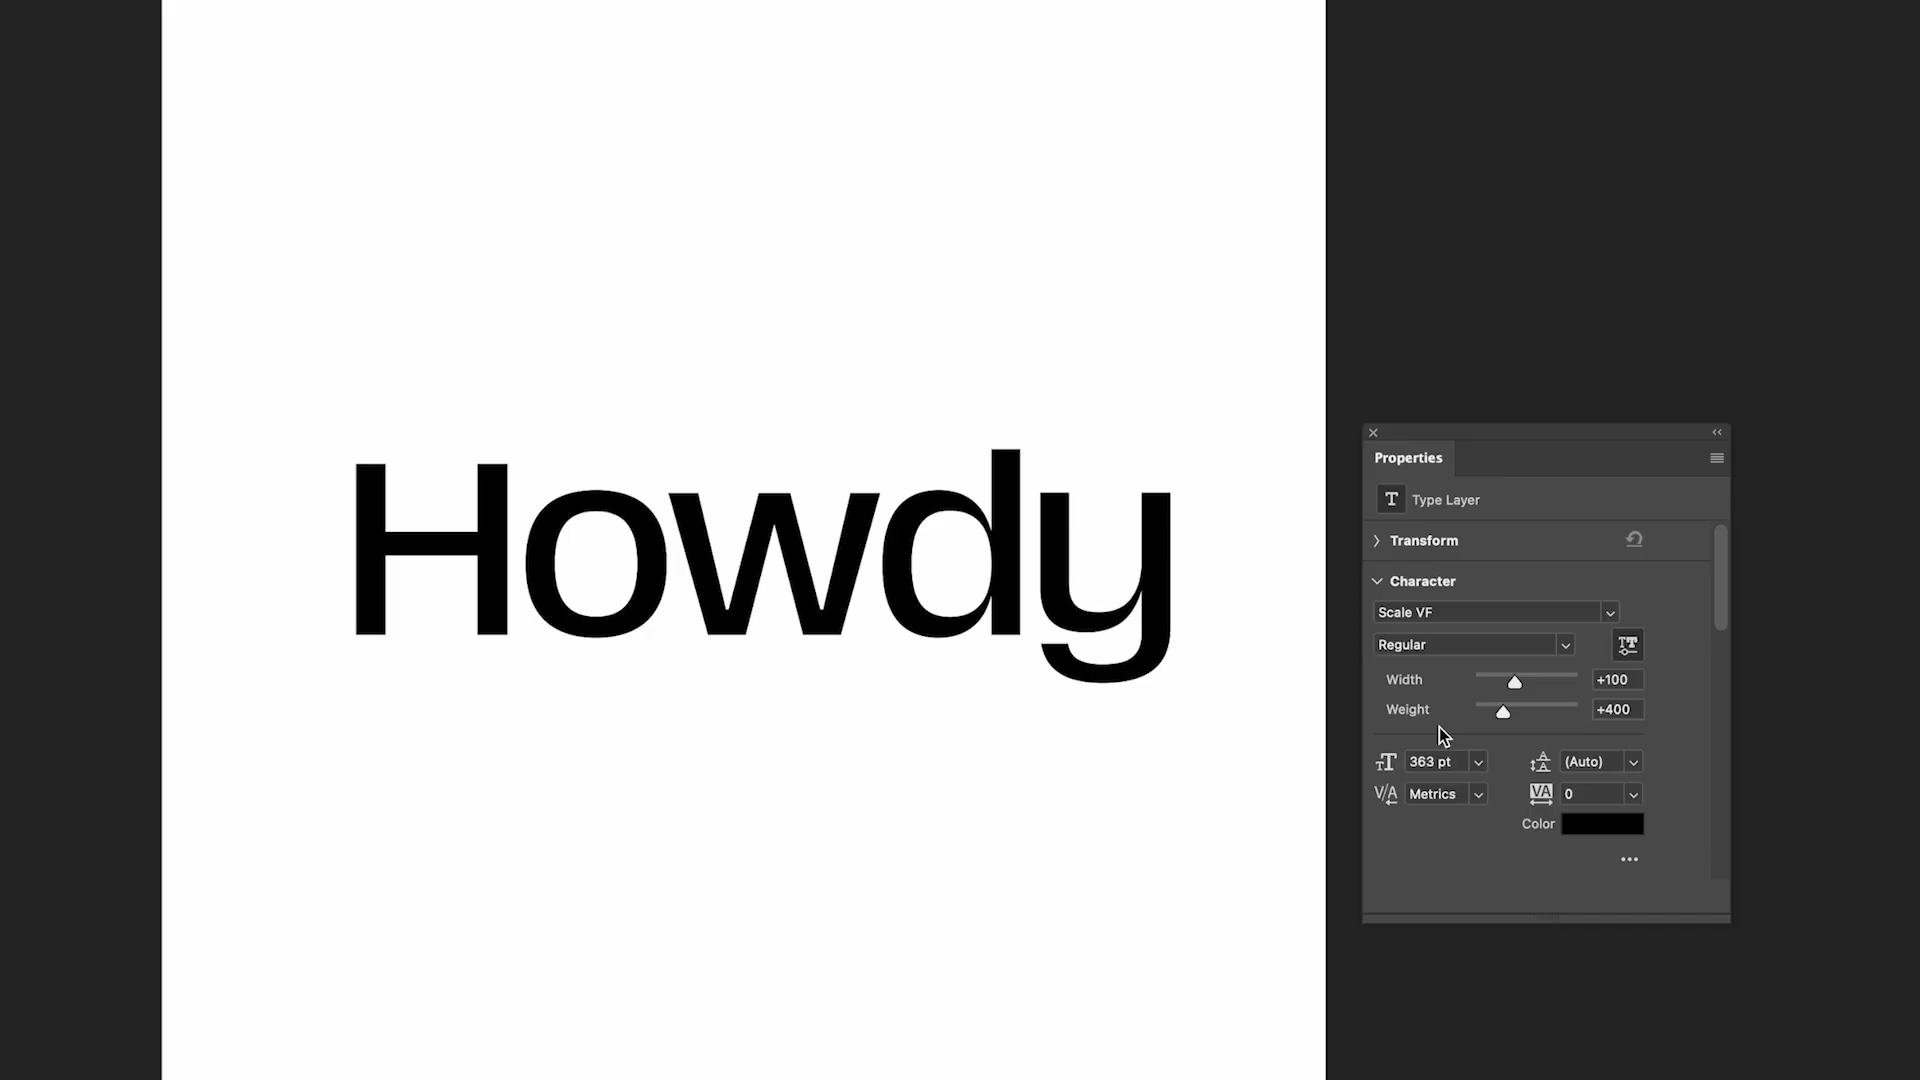 Howdy
Properties
T Type Layer
Transform
Character
Scale VF
Regular
Width +100
Weight +400
363 pt (Auto)
Metrics 0
Color